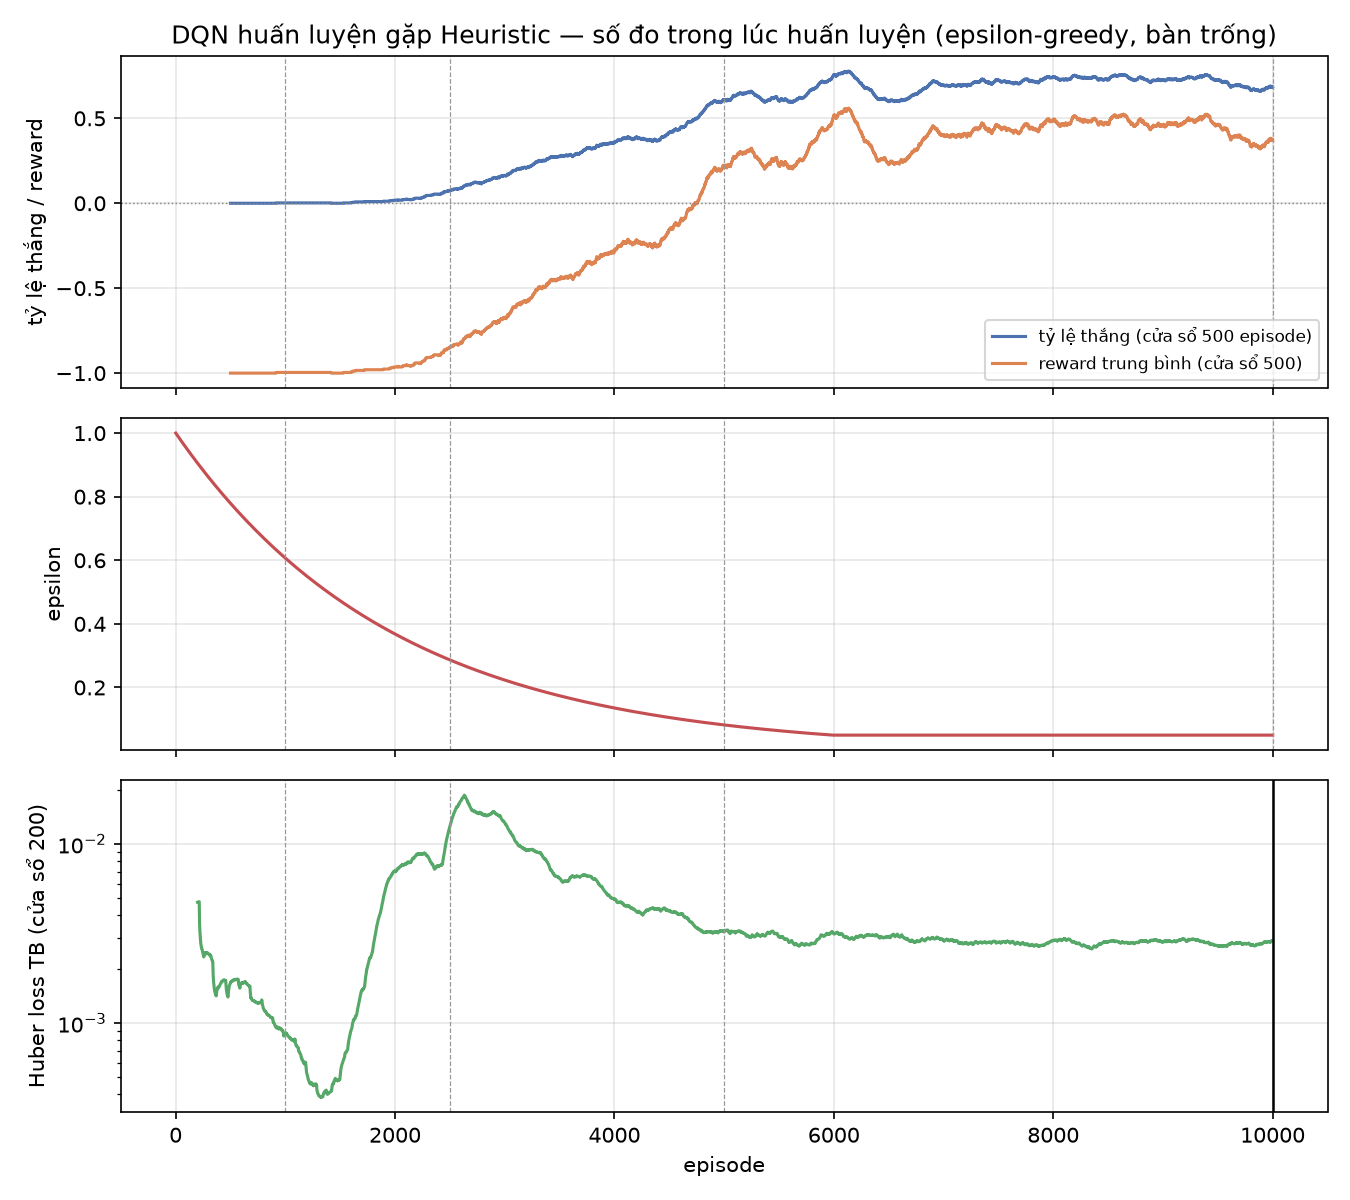 DQN huấn luyện gặp Heuristic — số đo trong lúc huấn luyện (epsilon-greedy, bàn trống)
tỷ lệ thắng / reward
0.5
0.0
−0.5
−1.0
tỷ lệ thắng (cửa sổ 500 episode)
reward trung bình (cửa sổ 500)
epsilon
1.0
0.8
0.6
0.4
0.2
Huber loss TB (cửa sổ 200)
10⁻²
10⁻³
0 2000 4000 6000 8000 10000
episode